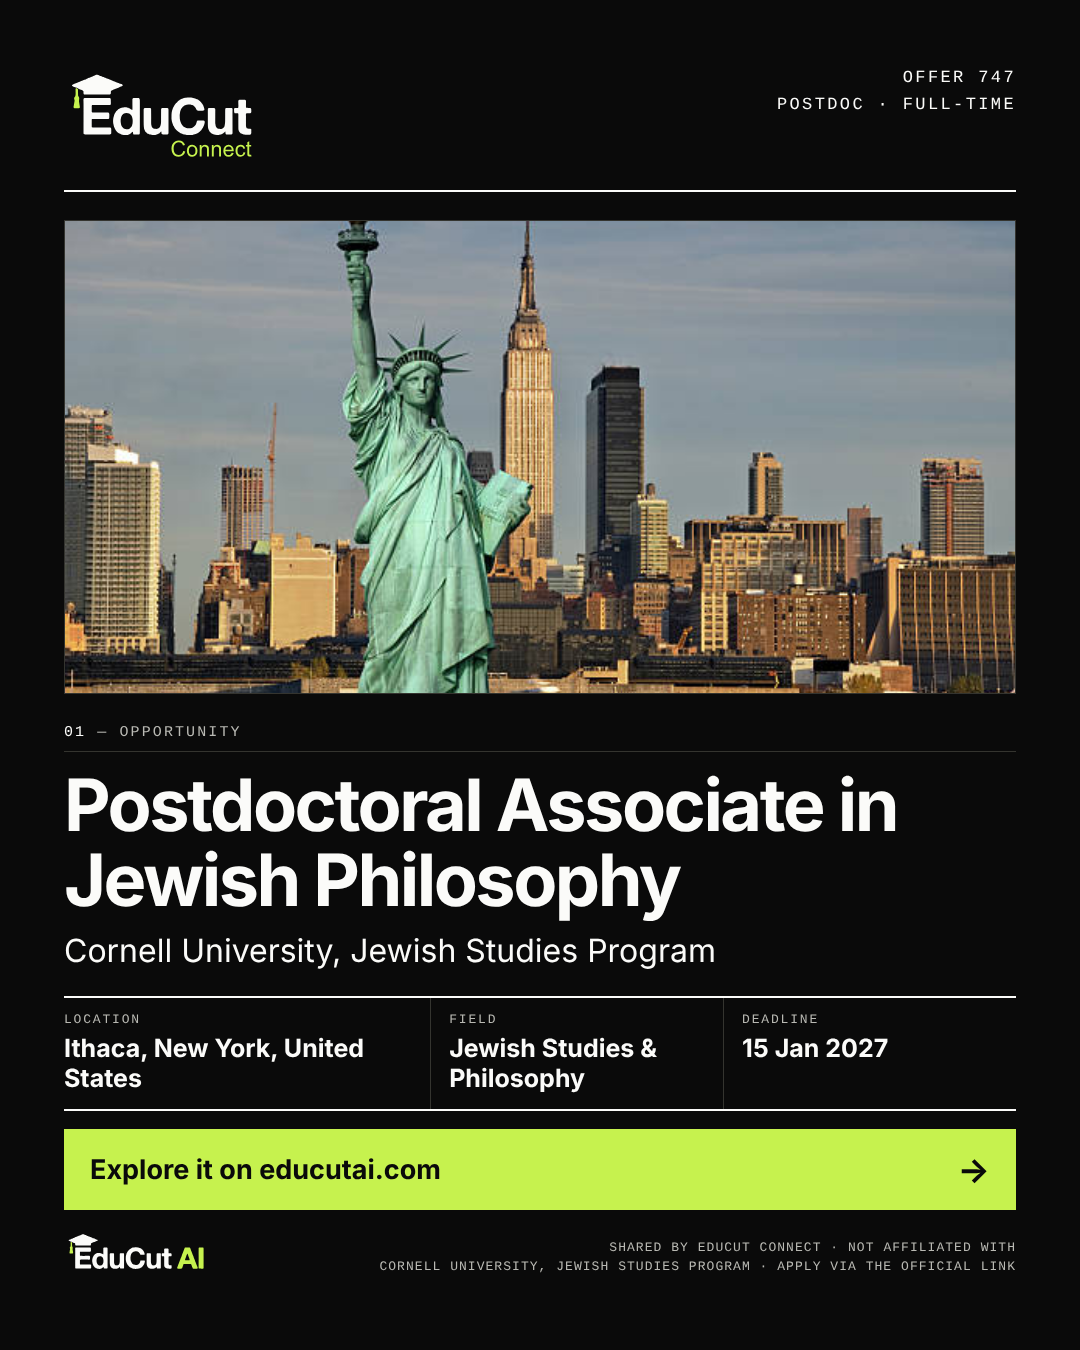 EduCut
Connect
OFFER 747
POSTDOC · FULL-TIME
01 — OPPORTUNITY
Postdoctoral Associate in
Jewish Philosophy
Cornell University, Jewish Studies Program
LOCATION
Ithaca, New York, United
States
FIELD
Jewish Studies &
Philosophy
DEADLINE
15 Jan 2027
Explore it on educutai.com →
EduCut AI
SHARED BY EDUCUT CONNECT · NOT AFFILIATED WITH
CORNELL UNIVERSITY, JEWISH STUDIES PROGRAM · APPLY VIA THE OFFICIAL LINK